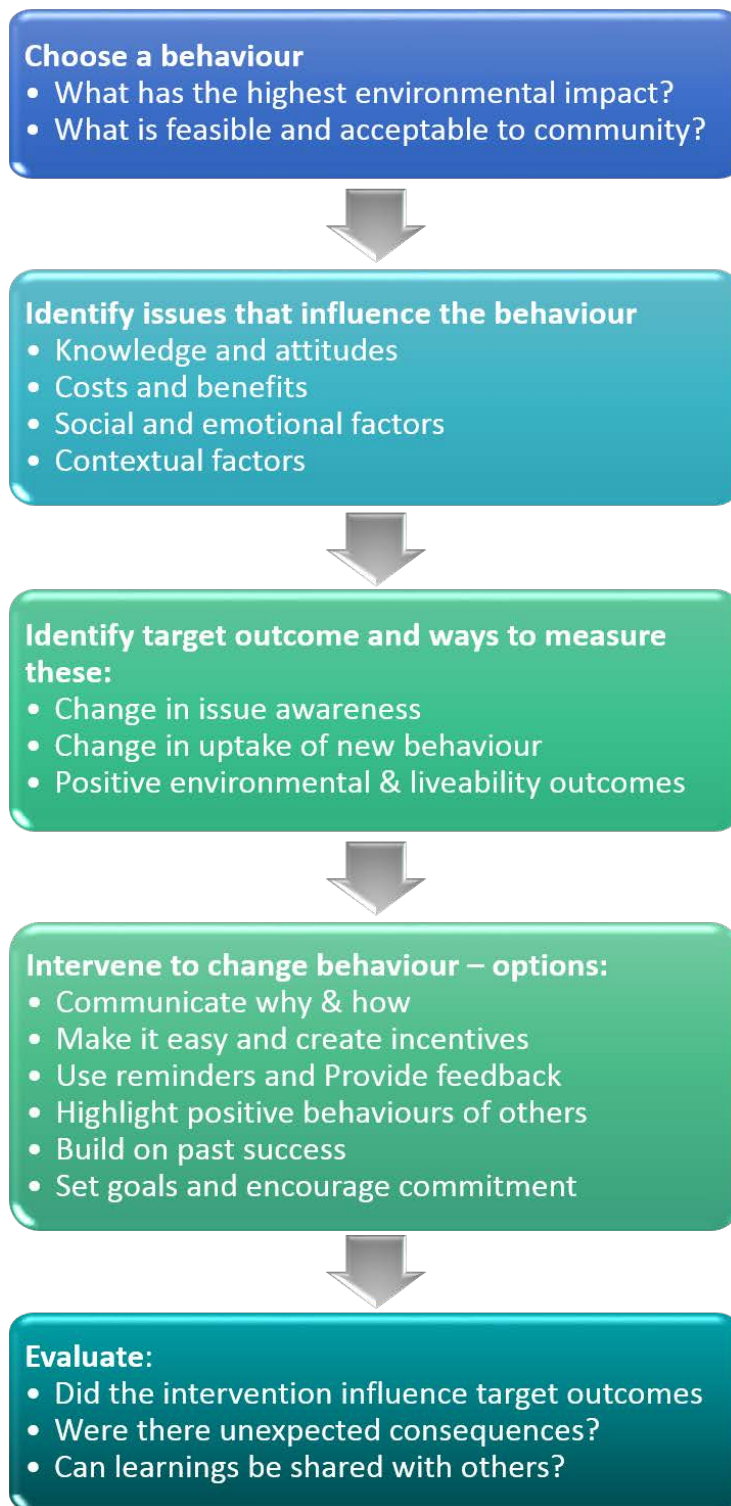 Choose a behaviour
• What has the highest environmental impact?
• What is feasible and acceptable to community?
Identify issues that influence the behaviour
• Knowledge and attitudes
• Costs and benefits
• Social and emotional factors
• Contextual factors
Identify target outcome and ways to measure
these:
• Change in issue awareness
• Change in uptake of new behaviour
• Positive environmental & liveability outcomes
Intervene to change behaviour – options:
• Communicate why & how
• Make it easy and create incentives
• Use reminders and Provide feedback
• Highlight positive behaviours of others
• Build on past success
• Set goals and encourage commitment
Evaluate:
• Did the intervention influence target outcomes
• Were there unexpected consequences?
• Can learnings be shared with others?